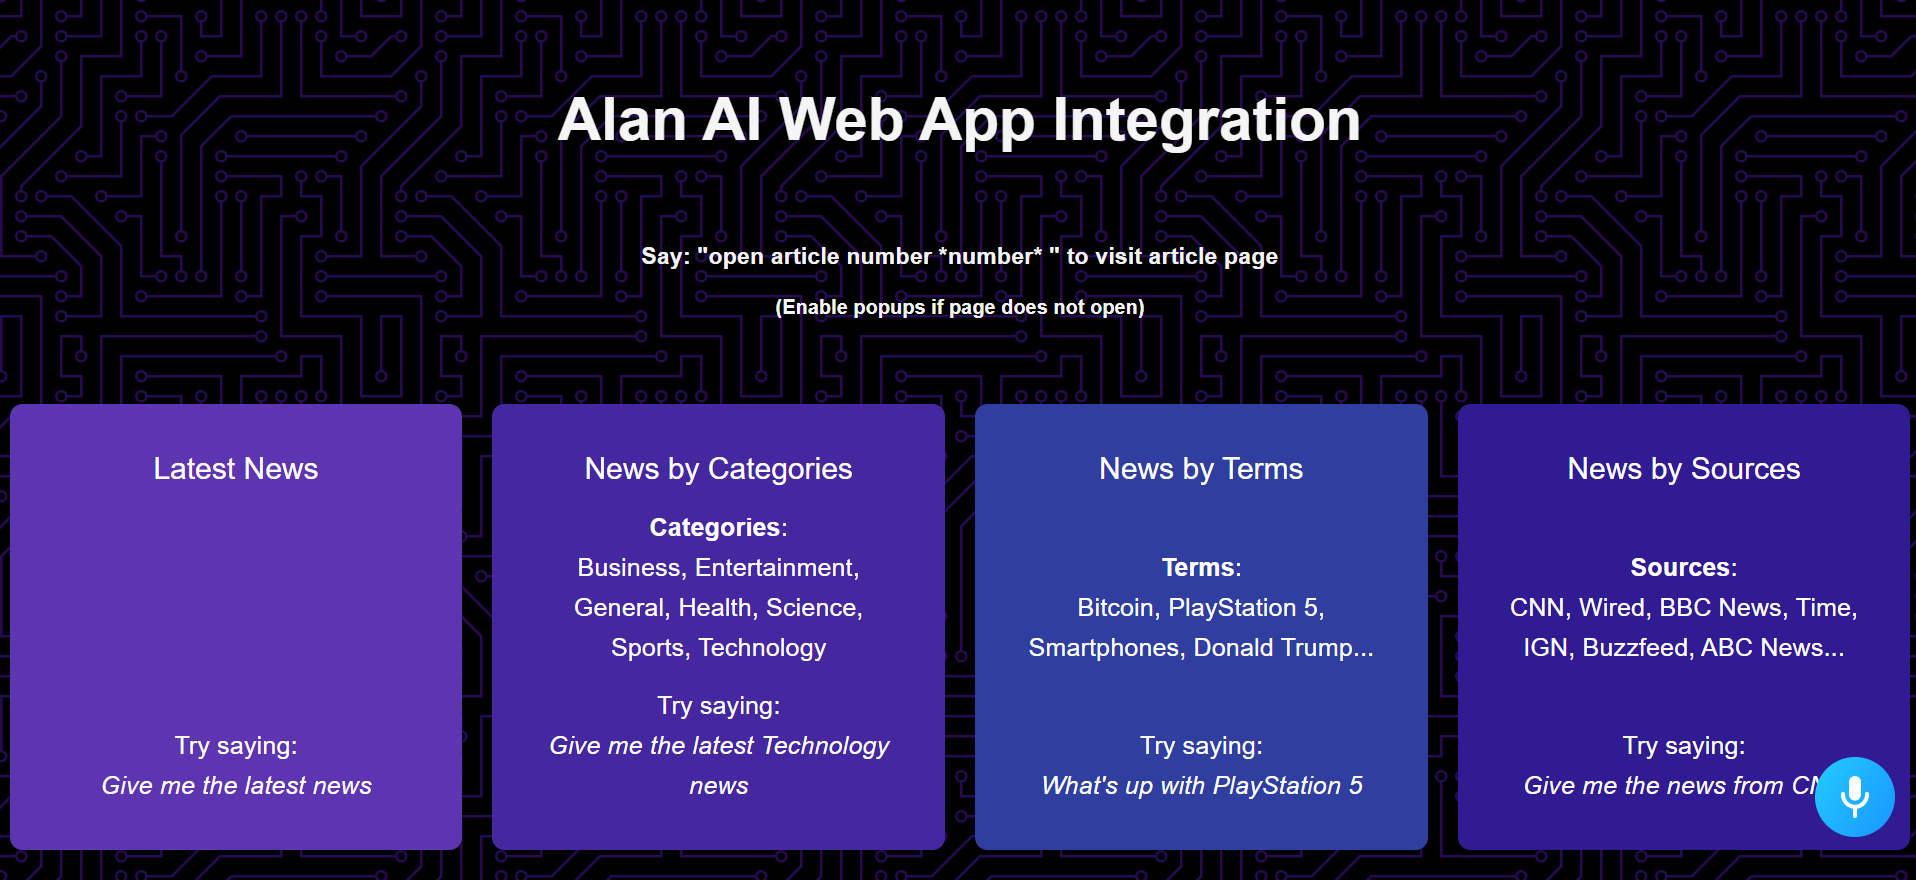 Alan AI Web App Integration
Say: "open article number *number* " to visit article page
(Enable popups if page does not open)
Latest News
Try saying:
Give me the latest news
News by Categories
Categories:
Business, Entertainment,
General, Health, Science,
Sports, Technology
Try saying:
Give me the latest Technology
news
News by Terms
Terms:
Bitcoin, PlayStation 5,
Smartphones, Donald Trump...
Try saying:
What's up with PlayStation 5
News by Sources
Sources:
CNN, Wired, BBC News, Time,
IGN, Buzzfeed, ABC News...
Try saying:
Give me the news from